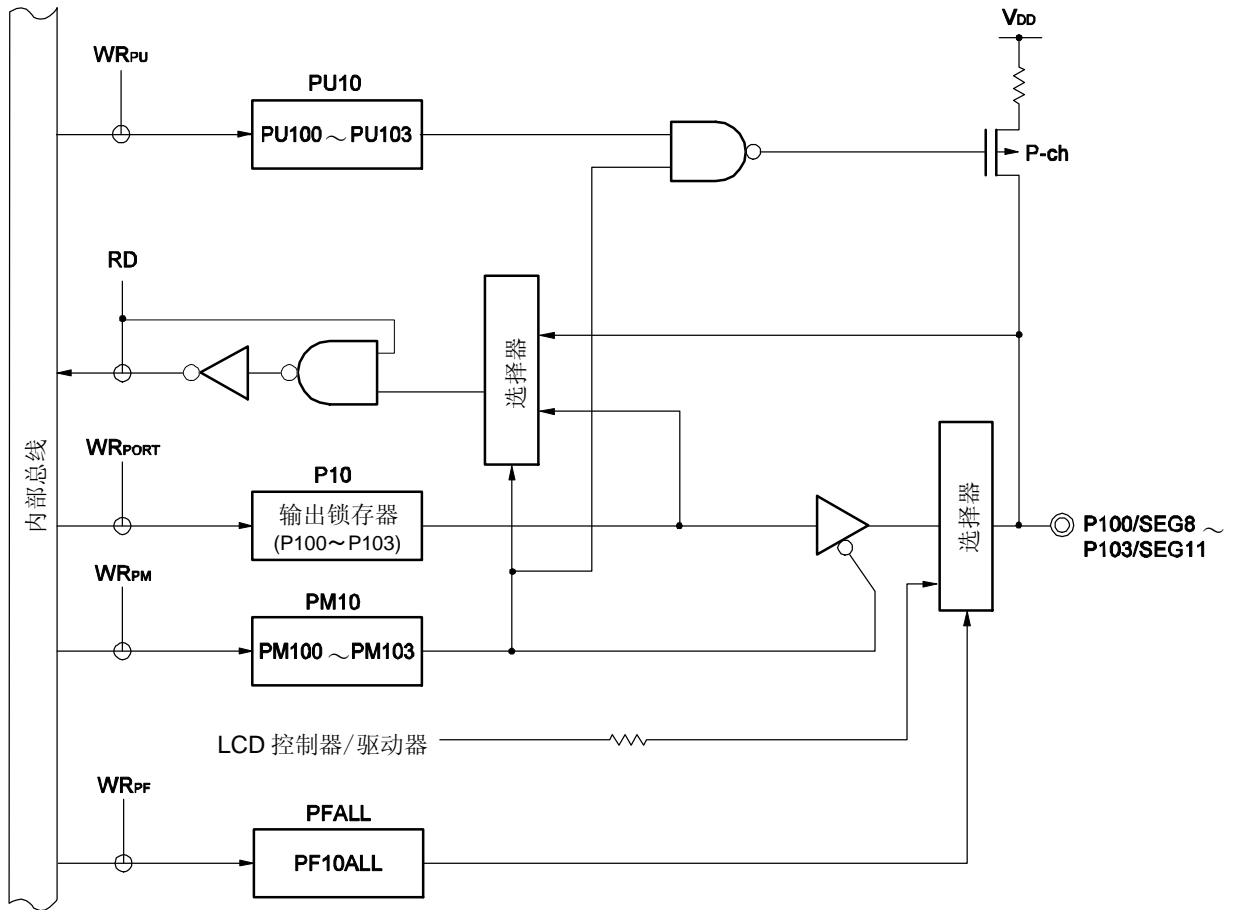 VDD
WRPU
PU10
PU100～PU103
P-ch
RD
选择器
内部总线
WRPORT
P10
输出锁存器
(P100～P103)
选择器
P100/SEG8～
P103/SEG11
WRPM
PM10
PM100～PM103
LCD 控制器/驱动器
WRPF
PFALL
PF10ALL